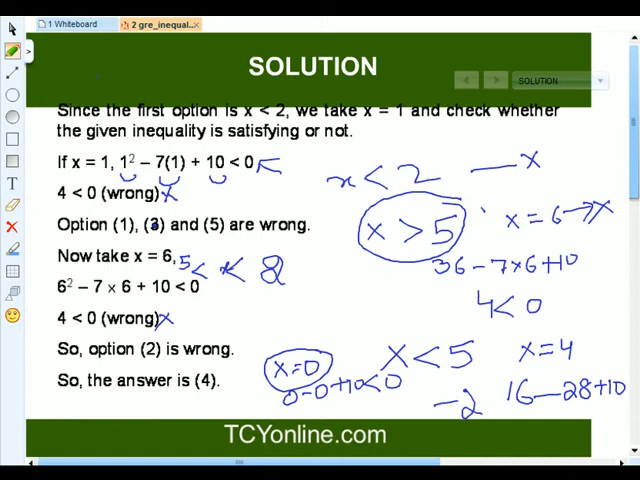 1 Whiteboard
2 gre_inequal...
SOLUTION
SOLUTION
Since the first option is x < 2, we take x = 1 and check whether
the given inequality is satisfying or not.
If x = 1, 1² – 7(1) + 10 < 0
x < 2 — x
4 < 0 (wrong) x
x > 5
x = 6 → x
Option (1), (3) and (5) are wrong.
36 - 7×6 + 10
Now take x = 6,
5 < x < 8
6² – 7 × 6 + 10 < 0
4 < 0
4 < 0 (wrong) x
So, option (2) is wrong.
x = 0
x < 5
x = 4
So, the answer is (4).
0 - 0 + 10 < 0
- 2
16 — 28 + 10
TCYonline.com